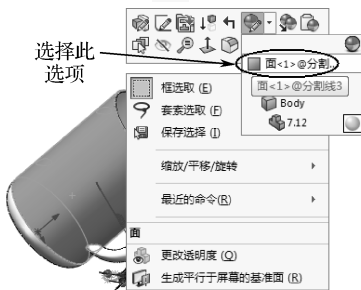 选择此
选项
面<1>@分割...
面<1>@分割线3
Body
7.12
框选取 (E)
套索选取 (F)
保存选择 (I)
缩放/平移/旋转
最近的命令(R)
面
更改透明度 (Q)
生成平行于屏幕的基准面 (R)